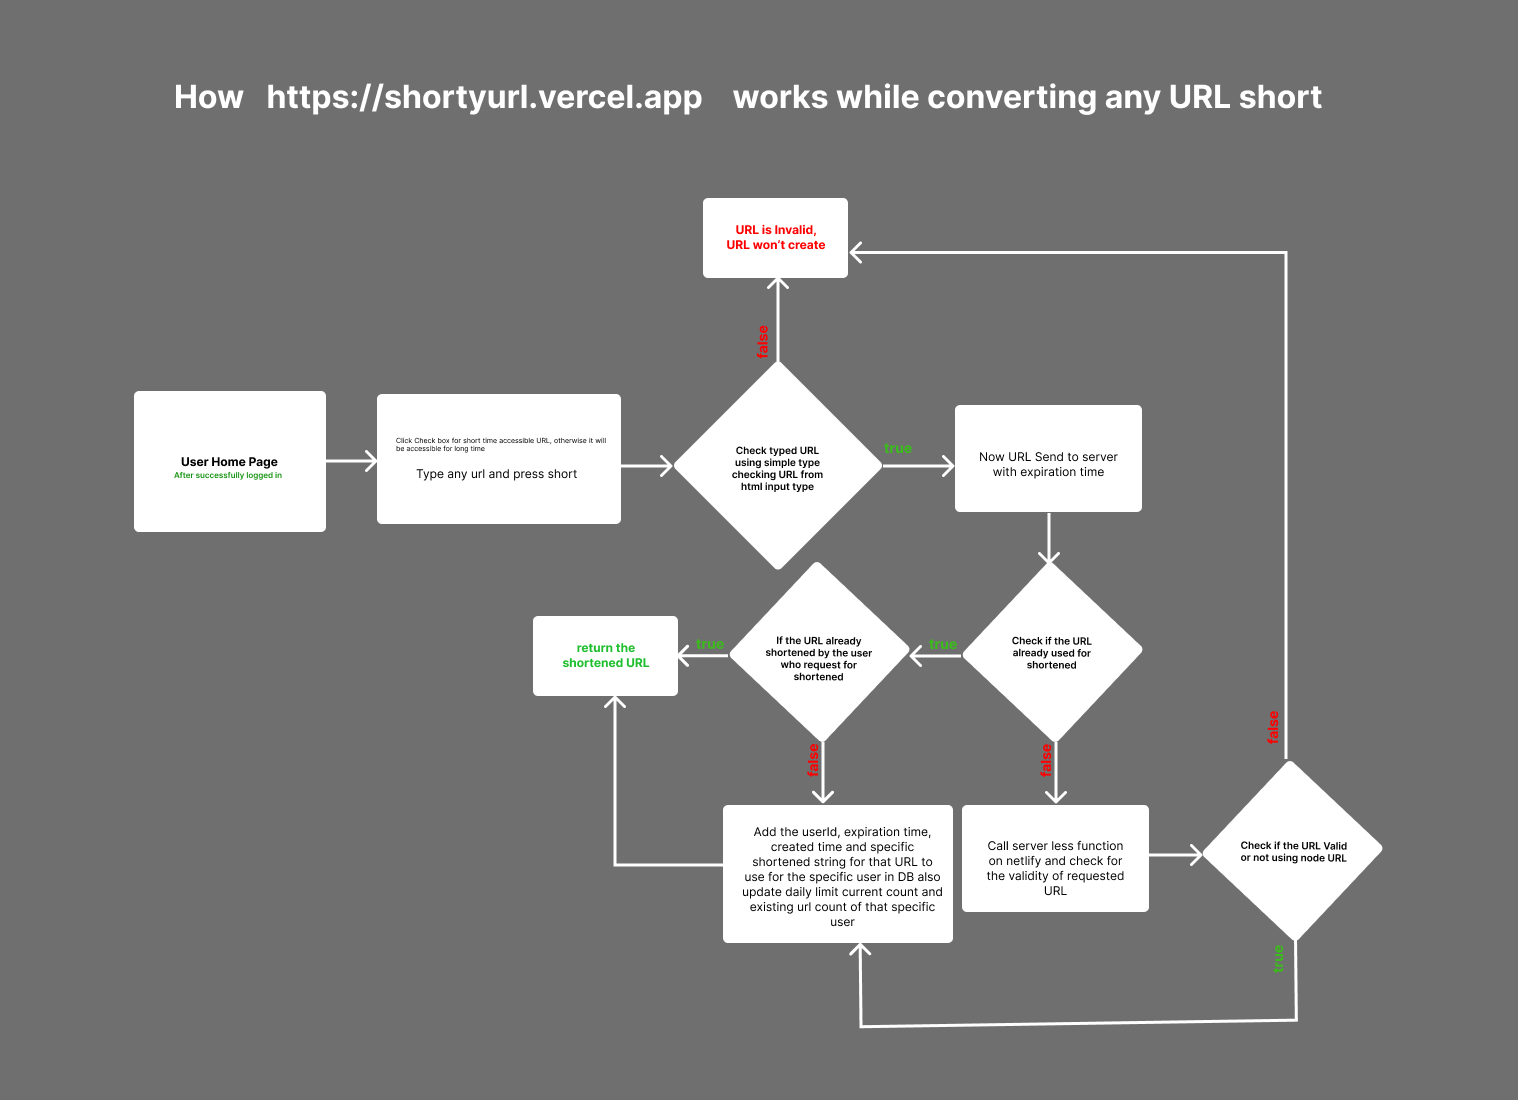 How https://shortyurl.vercel.app works while converting any URL short
URL is Invalid,
URL won't create
false
User Home Page
After successfully logged in
Click Check box for short time accessible URL, otherwise it will
be accessible for long time
Type any url and press short
Check typed URL
using simple type
checking URL from
html input type
true
Now URL Send to server
with expiration time
return the
shortened URL
true
If the URL already
shortened by the user
who request for
shortened
true
Check if the URL
already used for
shortened
false
false
false
Add the userId, expiration time,
created time and specific
shortened string for that URL to
use for the specific user in DB also
update daily limit current count and
existing url count of that specific
user
Call server less function
on netlify and check for
the validity of requested
URL
Check if the URL Valid
or not using node URL
true